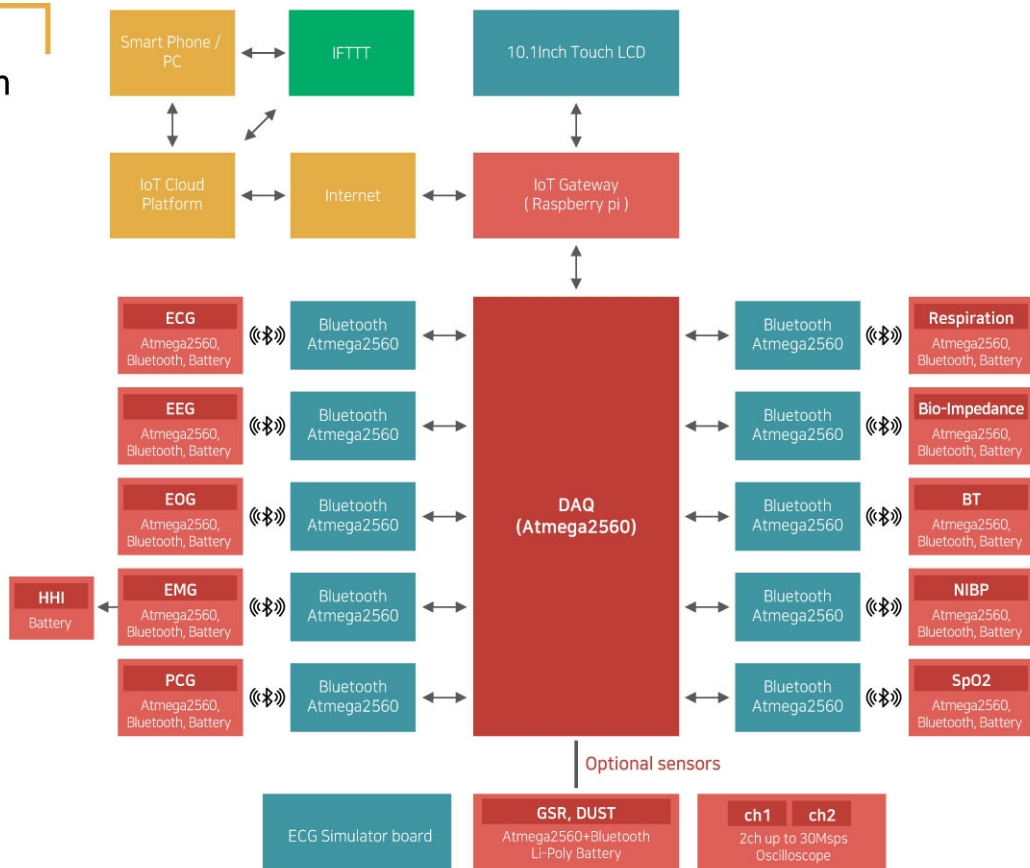 Smart Phone /
PC
IFTTT
10.1Inch Touch LCD
IoT Cloud
Platform
Internet
IoT Gateway
( Raspberry pi )
ECG
Atmega2560,
Bluetooth, Battery
Bluetooth
Atmega2560
Bluetooth
Atmega2560
Respiration
Atmega2560,
Bluetooth, Battery
EEG
Atmega2560,
Bluetooth, Battery
Bluetooth
Atmega2560
Bluetooth
Atmega2560
Bio-Impedance
Atmega2560,
Bluetooth, Battery
EOG
Atmega2560,
Bluetooth, Battery
Bluetooth
Atmega2560
DAQ
(Atmega2560)
Bluetooth
Atmega2560
BT
Atmega2560,
Bluetooth, Battery
HHI
Battery
EMG
Atmega2560,
Bluetooth, Battery
Bluetooth
Atmega2560
Bluetooth
Atmega2560
NIBP
Atmega2560,
Bluetooth, Battery
PCG
Atmega2560,
Bluetooth, Battery
Bluetooth
Atmega2560
Bluetooth
Atmega2560
SpO2
Atmega2560,
Bluetooth, Battery
Optional sensors
ECG Simulator board
GSR, DUST
Atmega2560+Bluetooth
Li-Poly Battery
ch1 ch2
2ch up to 30Msps
Oscilloscope